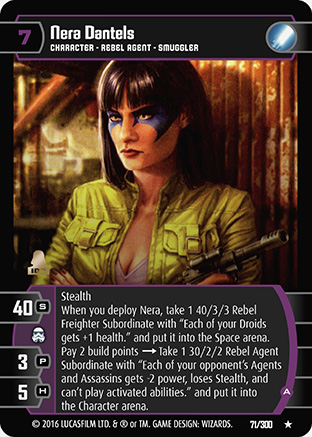 7 Nera Dantels
CHARACTER • REBEL AGENT • SMUGGLER
40 S
3 P
5 H
Stealth
When you deploy Nera, take 1 40/3/3 Rebel
Freighter Subordinate with “Each of your Droids
gets +1 health.” and put it into the Space arena.
Pay 2 build points → Take 1 30/2/2 Rebel Agent
Subordinate with “Each of your opponent’s Agents
and Assassins gets -2 power, loses Stealth, and
can’t play activated abilities.” and put it into
the Character arena.
A
© 2016 LUCASFILM LTD. & ® or TM. GAME DESIGN: WIZARDS. 71/300 ★